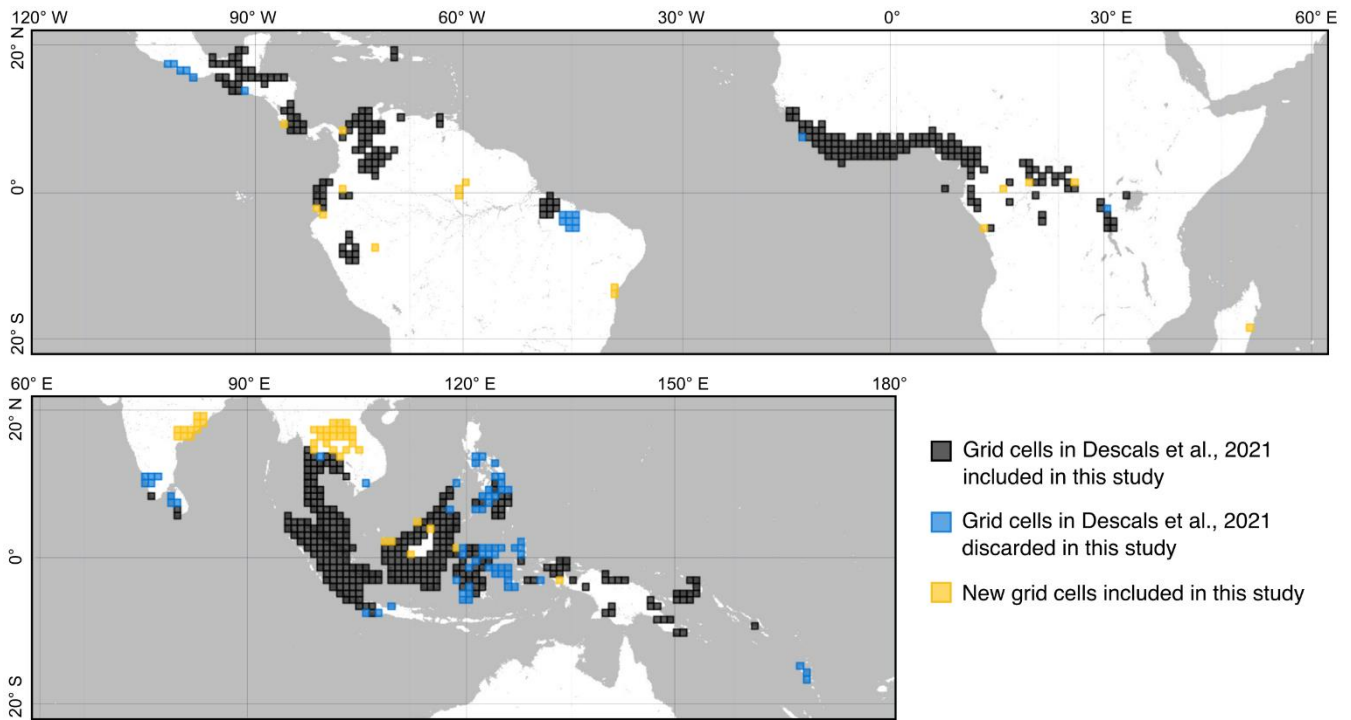 120° W 90° W 60° W 30° W 0° 30° E 60° E
20° N
0°
20° S
60° E 90° E 120° E 150° E 180°
20° N
0°
20° S
Grid cells in Descals et al., 2021
included in this study
Grid cells in Descals et al., 2021
discarded in this study
New grid cells included in this study